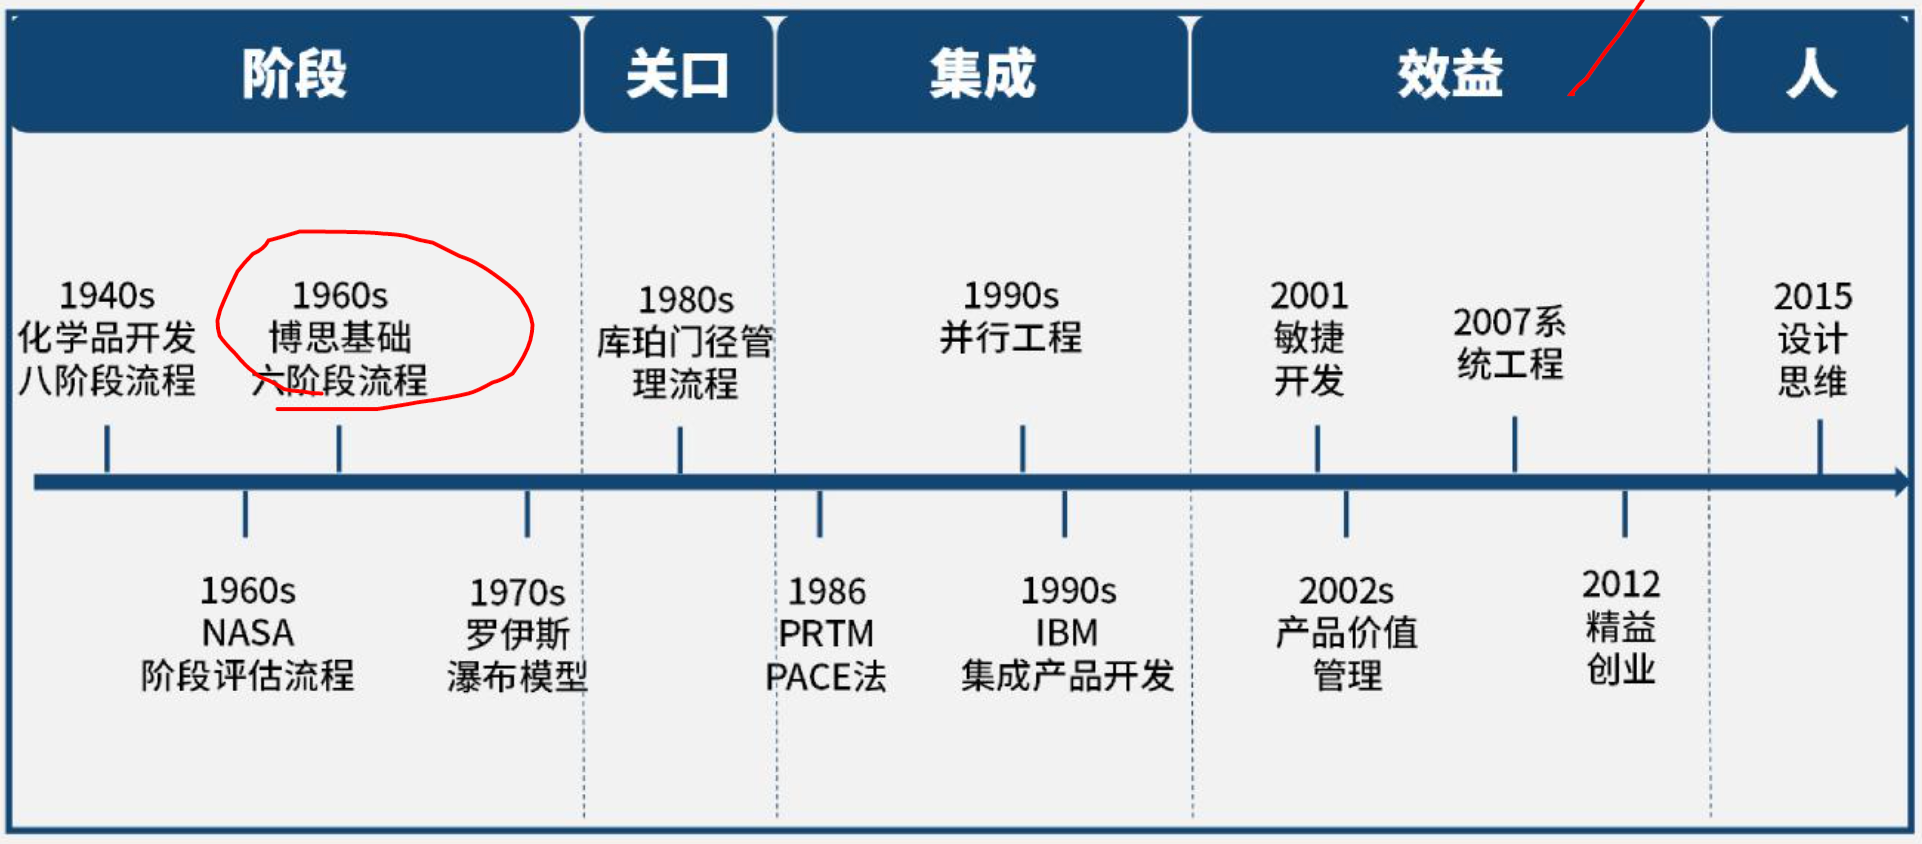 阶段
关口
集成
效益
人
1940s
化学品开发
八阶段流程
1960s
博思基础
六阶段流程
1980s
库珀门径管
理流程
1990s
并行工程
2001
敏捷
开发
2007系
统工程
2015
设计
思维
1960s
NASA
阶段评估流程
1970s
罗伊斯
瀑布模型
1986
PRTM
PACE法
1990s
IBM
集成产品开发
2002s
产品价值
管理
2012
精益
创业